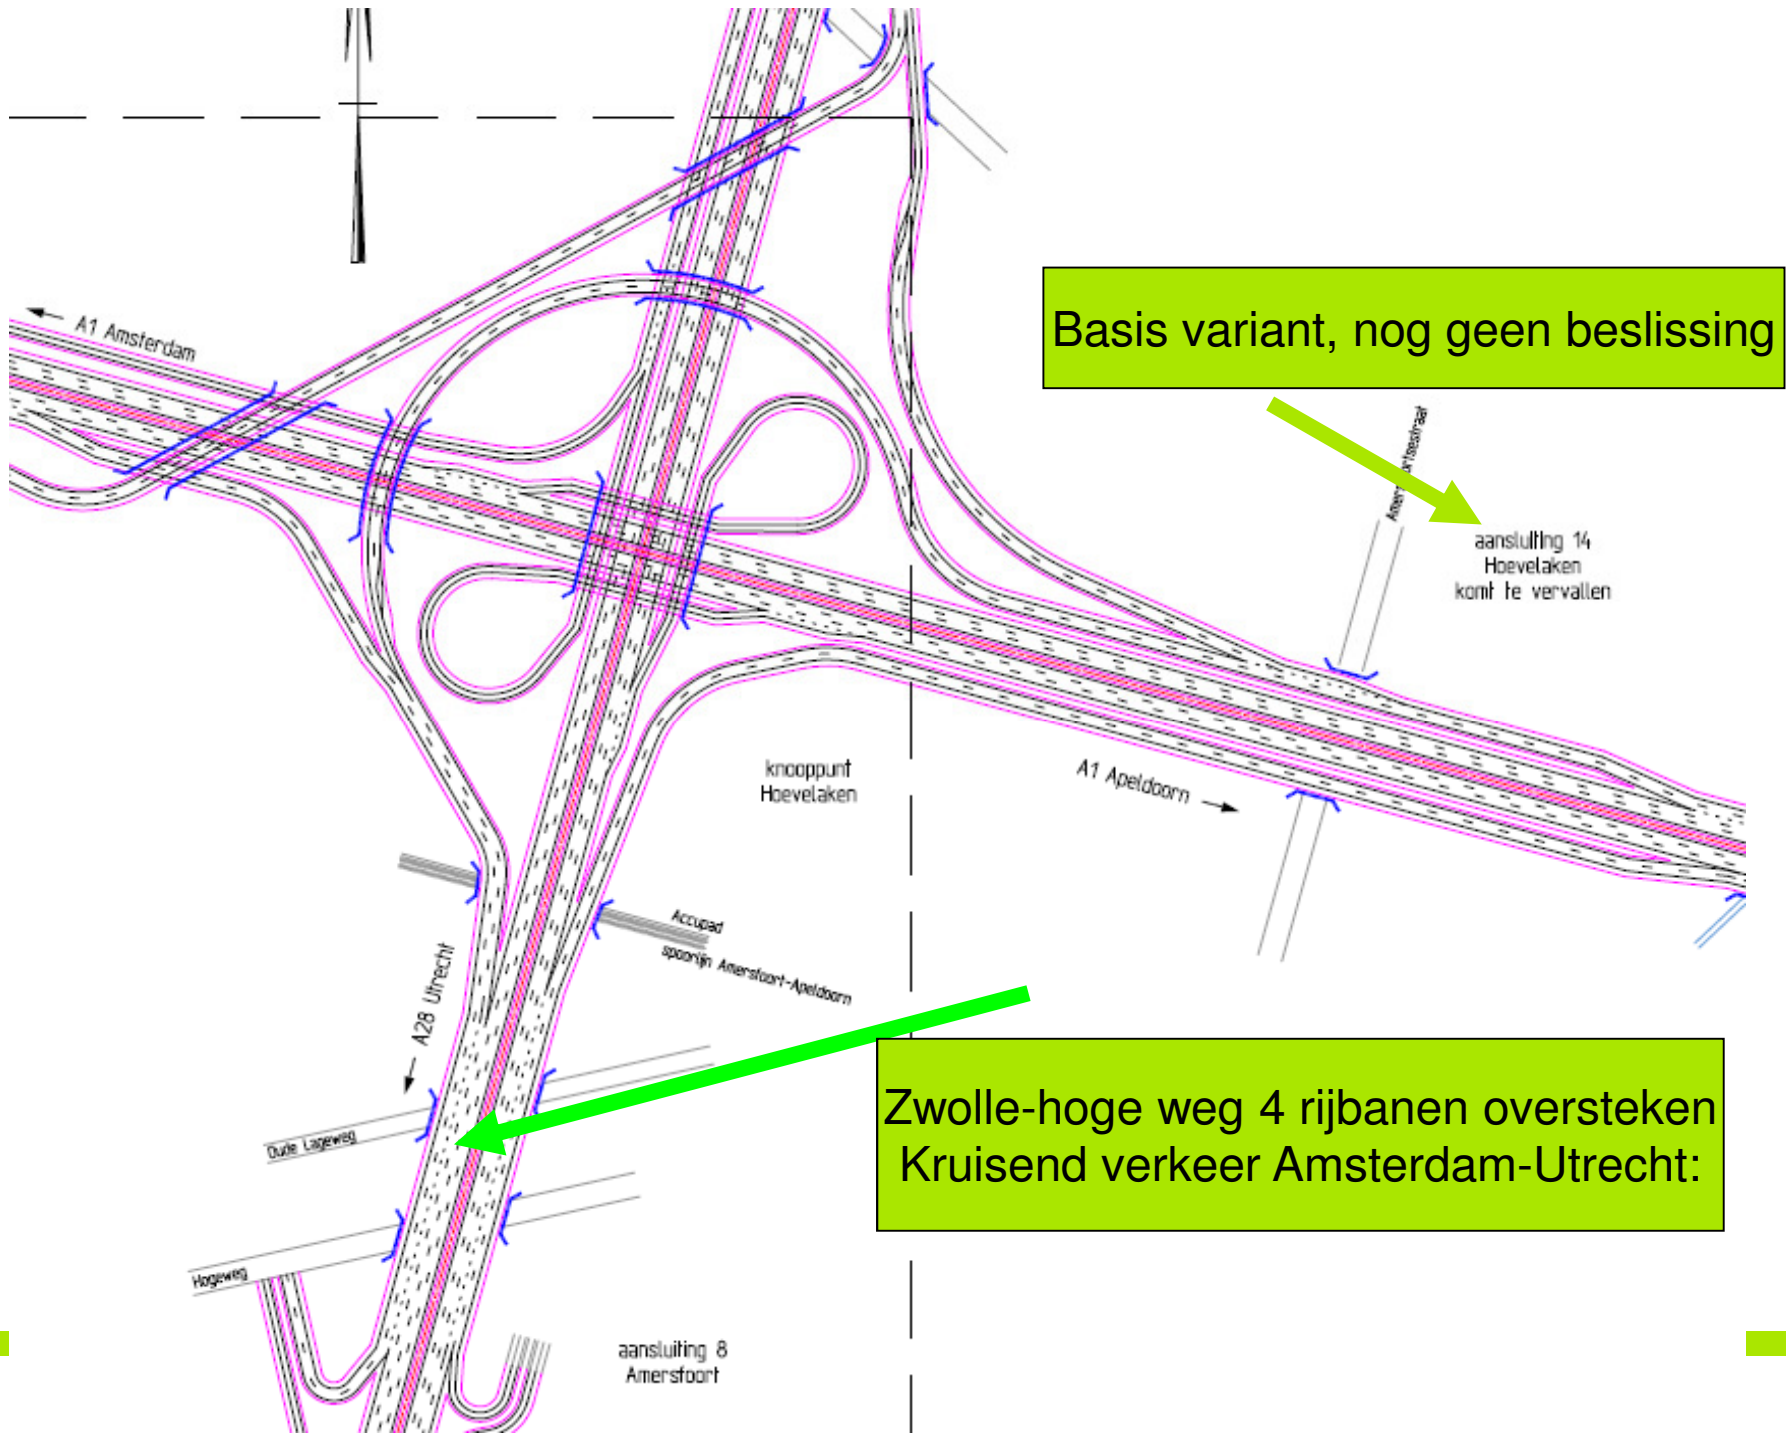 A1 Amsterdam
Basis variant, nog geen beslissing
aansluiting 14
Hoevelaken
komt te vervallen
knooppunt
Hoevelaken
A1 Apeldoorn
Accupad
spoorlijn Amersfoort-Apeldoorn
A28 Utrecht
Zwolle-hoge weg 4 rijbanen oversteken
Kruisend verkeer Amsterdam-Utrecht:
Oude Lageweg
Hogeweg
aansluiting 8
Amersfoort